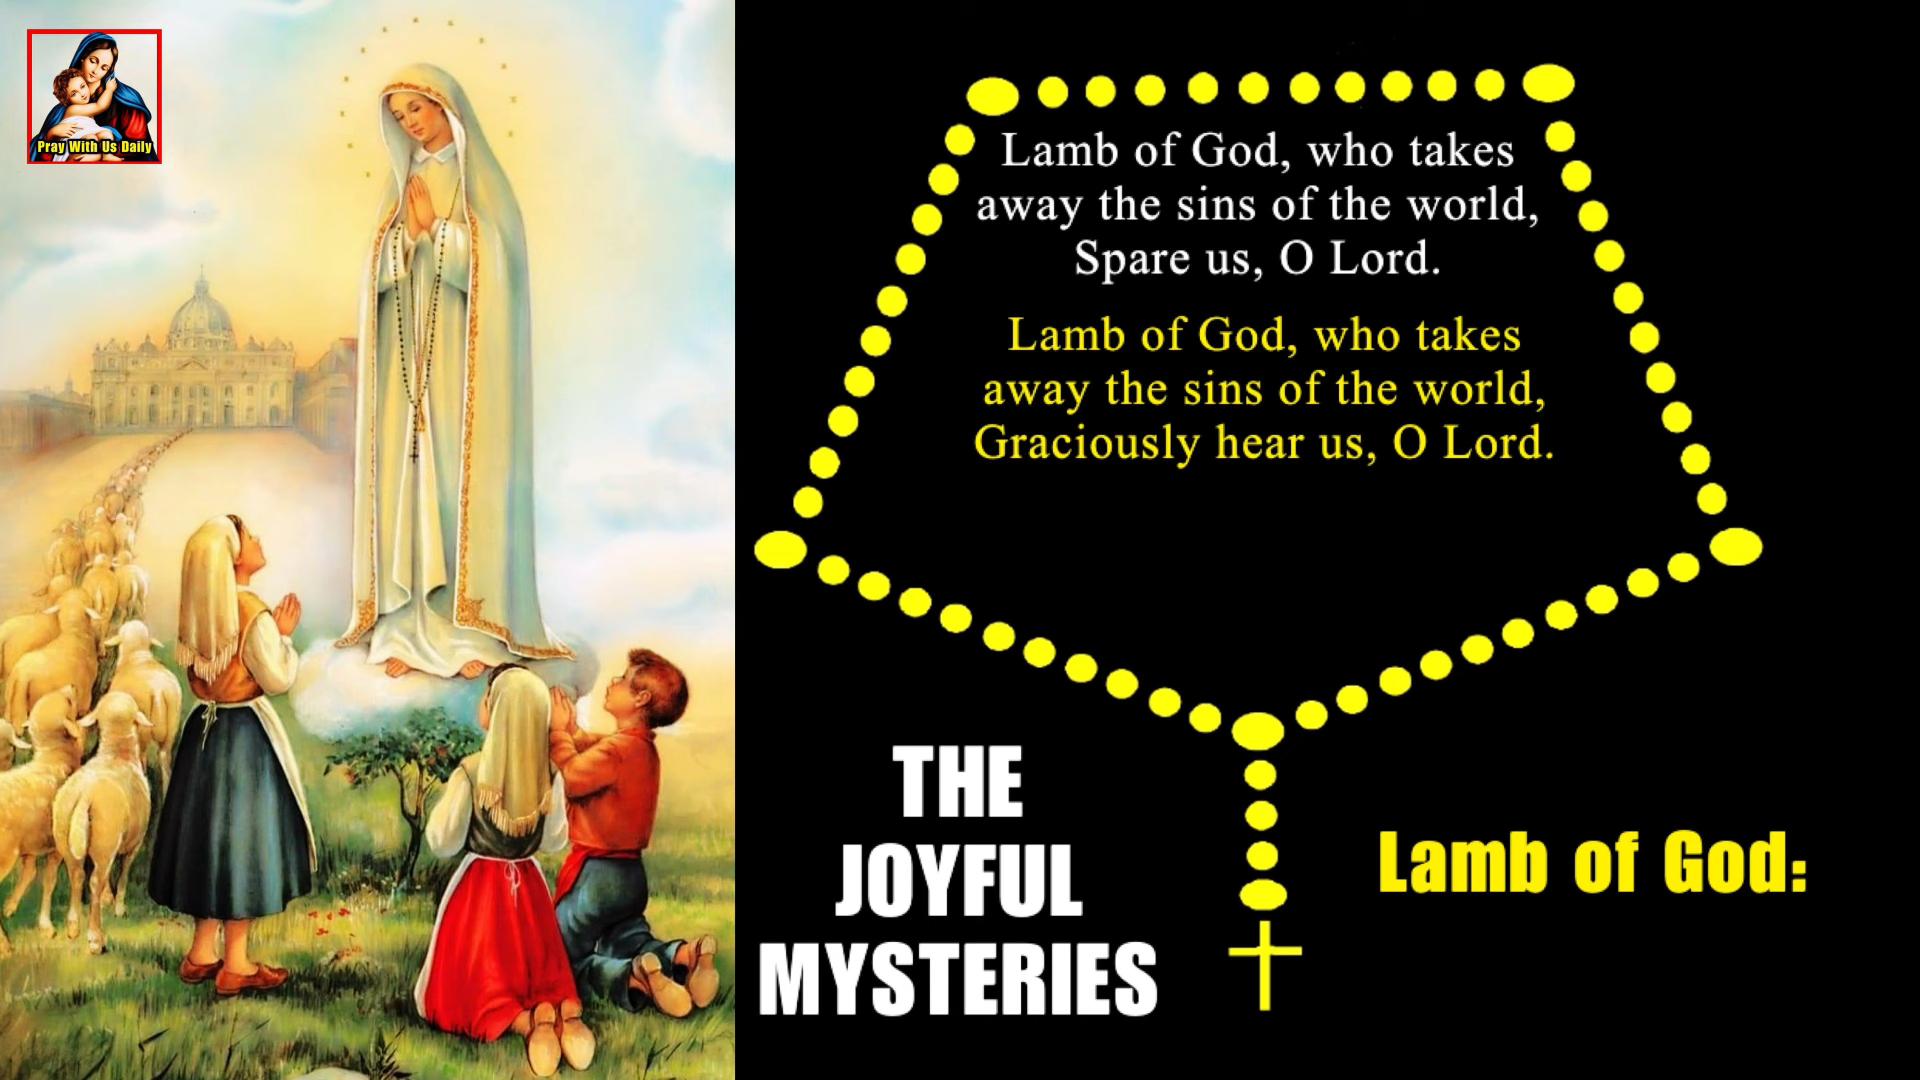 Pray With Us Daily
Lamb of God, who takes
away the sins of the world,
Spare us, O Lord.
Lamb of God, who takes
away the sins of the world,
Graciously hear us, O Lord.
THE
JOYFUL
MYSTERIES
Lamb of God: